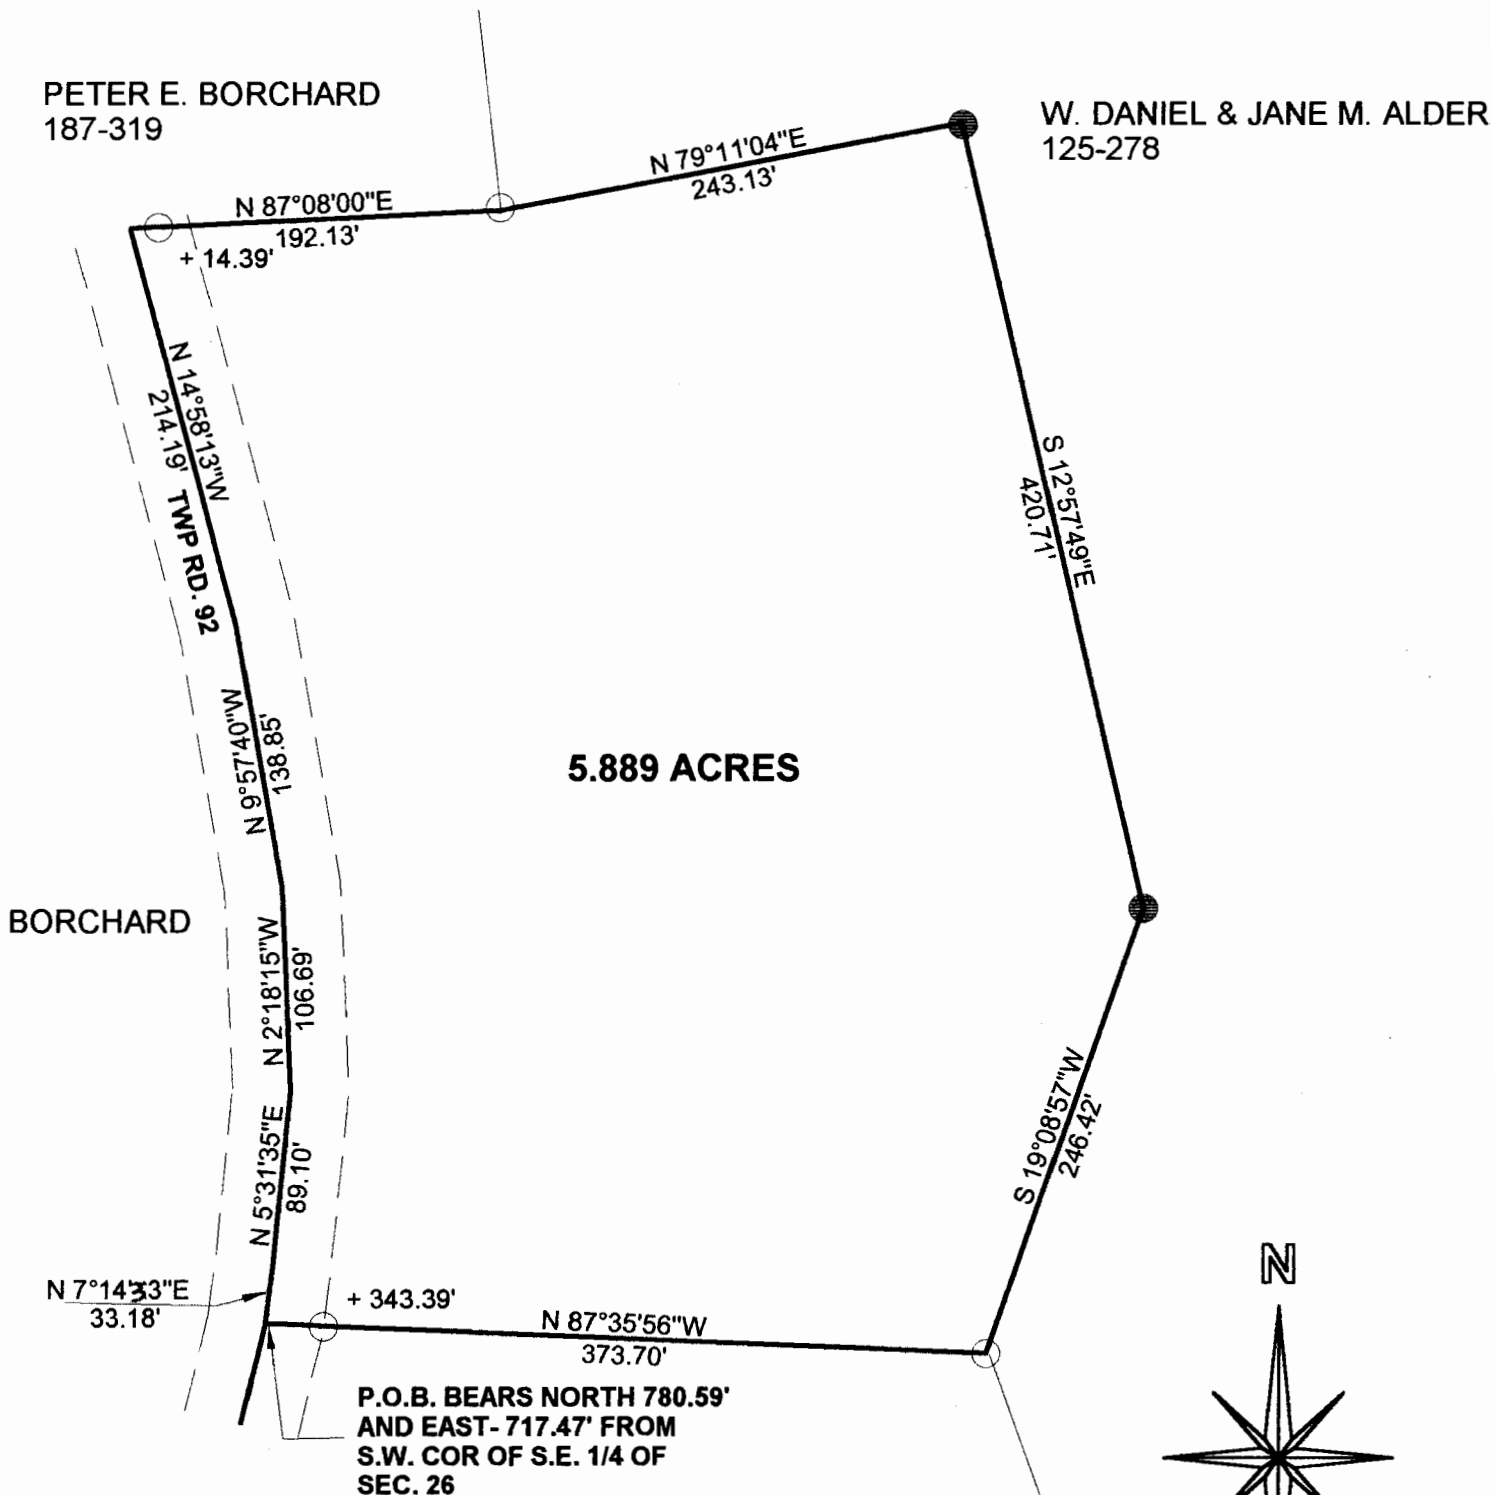 PETER E. BORCHARD
187-319
W. DANIEL & JANE M. ALDER
125-278
N 79°11'04"E
243.13'
N 87°08'00"E
192.13'
+ 14.39'
N 14°58'13"W
214.19'
TWP RD. 92
S 12°57'49"E
420.71'
N 9°57'40"W
138.85'
5.889 ACRES
BORCHARD
N 2°18'15"W
106.69'
N 5°31'35"E
89.10'
S 19°08'57"W
246.42'
N
N 7°14'33"E
33.18'
+ 343.39'
N 87°35'56"W
373.70'
P.O.B. BEARS NORTH 780.59'
AND EAST- 717.47' FROM
S.W. COR OF S.E. 1/4 OF
SEC. 26